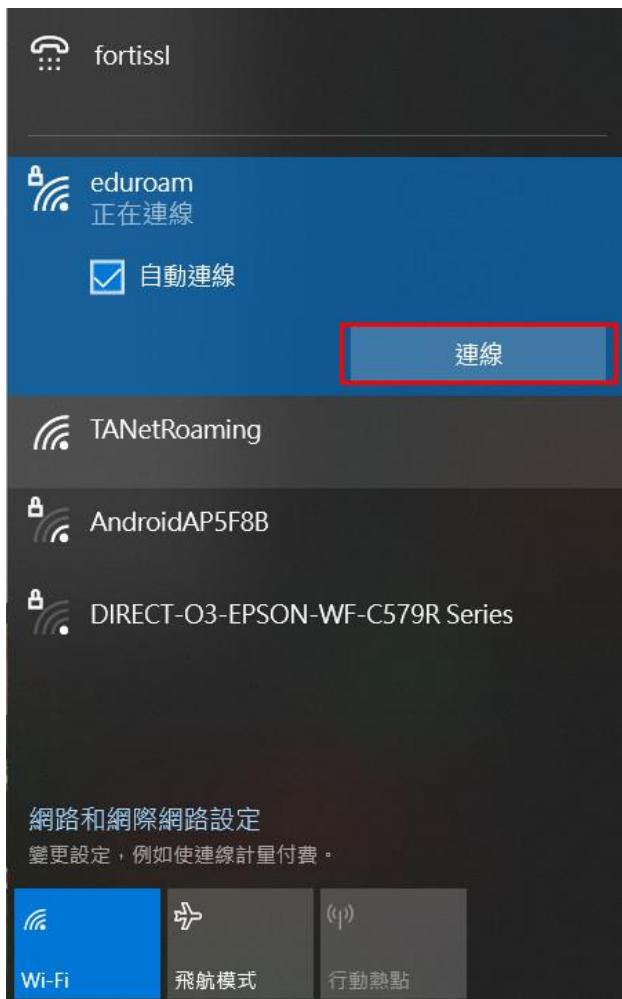 fortissl
eduroam
正在連線
自動連線
連線
TANetRoaming
AndroidAP5F8B
DIRECT-O3-EPSON-WF-C579R Series
網路和網際網路設定
變更設定，例如使連線計量付費。
Wi-Fi
飛航模式
行動熱點